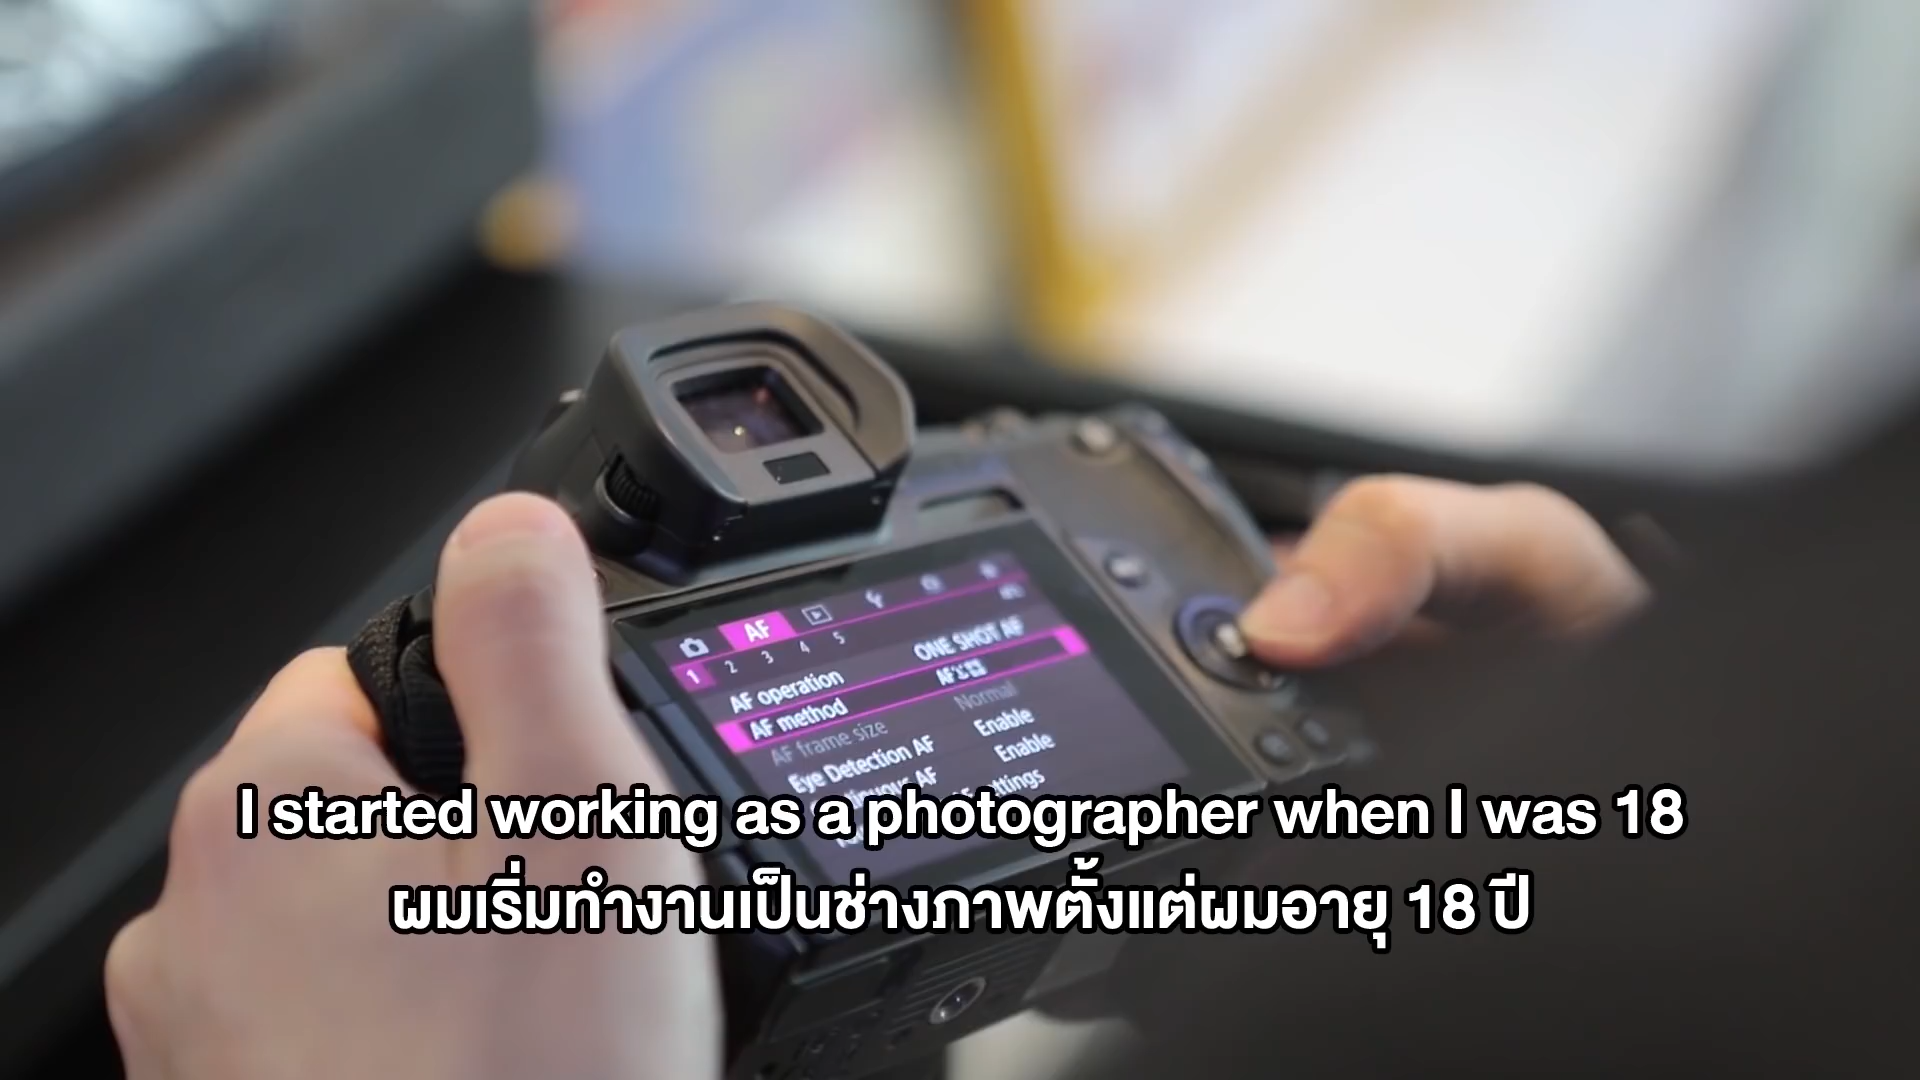 AF
1 2 3 4 5
AF operation ONE SHOT AF
AF method
AF frame size Normal
Eye Detection AF Enable
AF Enable
I started working as a photographer when I was 18
ผมเริ่มทำงานเป็นช่างภาพตั้งแต่ผมอายุ 18 ปี